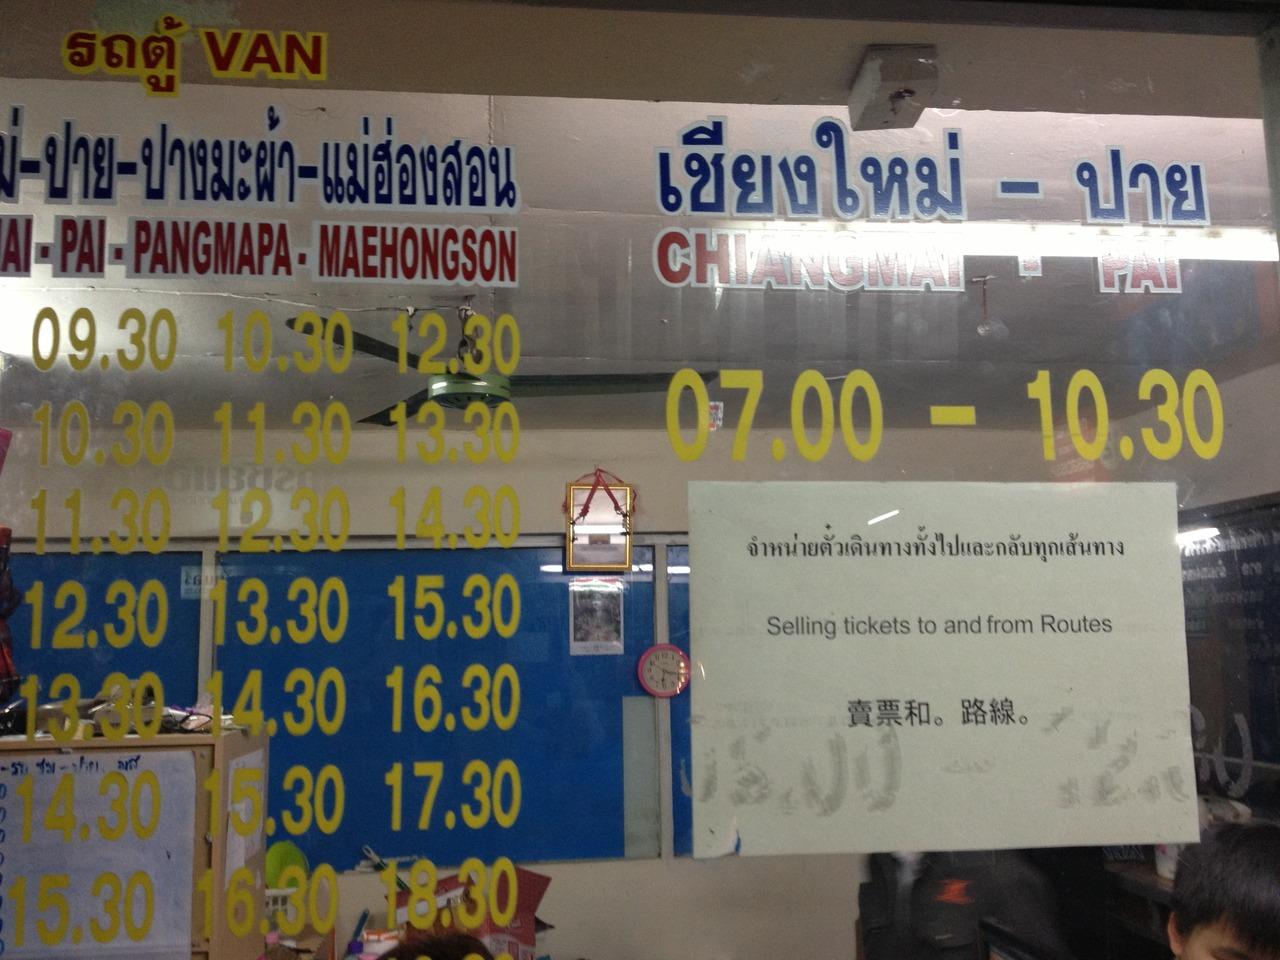 รถตู้ VAN
-ปาย-ปางมะผ้า-แม่ฮ่องสอน
PAI - PANGMAPA - MAEHONGSON
09.30 10.30 12.30
10.30 11.30 13.30
11.30 12.30 14.30
12.30 13.30 15.30
13.30 14.30 16.30
14.30 15.30 17.30
15.30 16.30 18.30
เชียงใหม่ - ปาย
CHIANGMAI - PAI
07.00 - 10.30
จำหน่ายตั๋วเดินทางทั้งไปและกลับทุกเส้นทาง
Selling tickets to and from Routes
賣票和。路線。